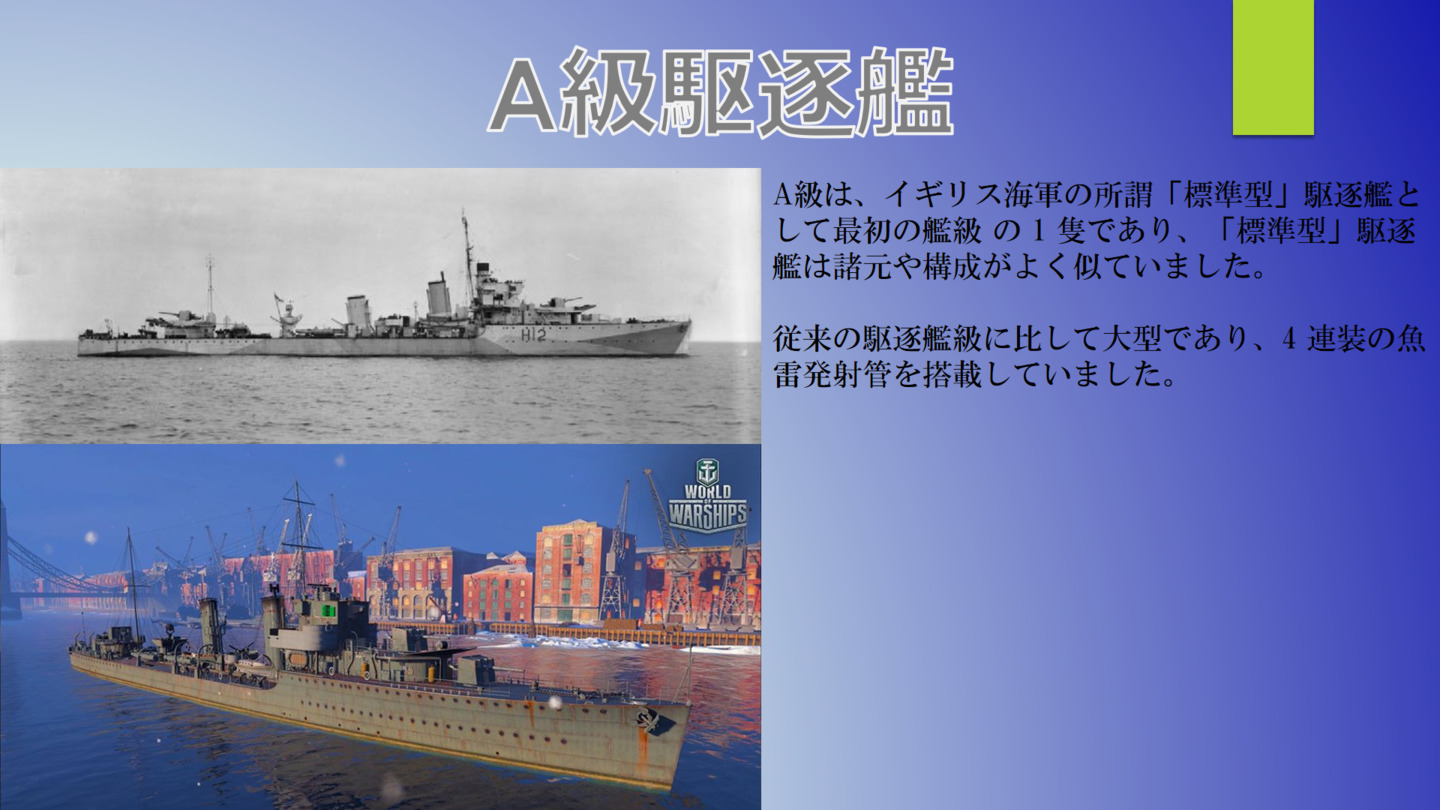 A級駆逐艦
A級は、イギリス海軍の所謂「標準型」駆逐艦と
して最初の艦級 の 1 隻であり、「標準型」駆逐
艦は諸元や構成がよく似ていました。
従来の駆逐艦級に比して大型であり、4 連装の魚
雷発射管を搭載していました。
H12
WORLD
OF
WARSHIPS